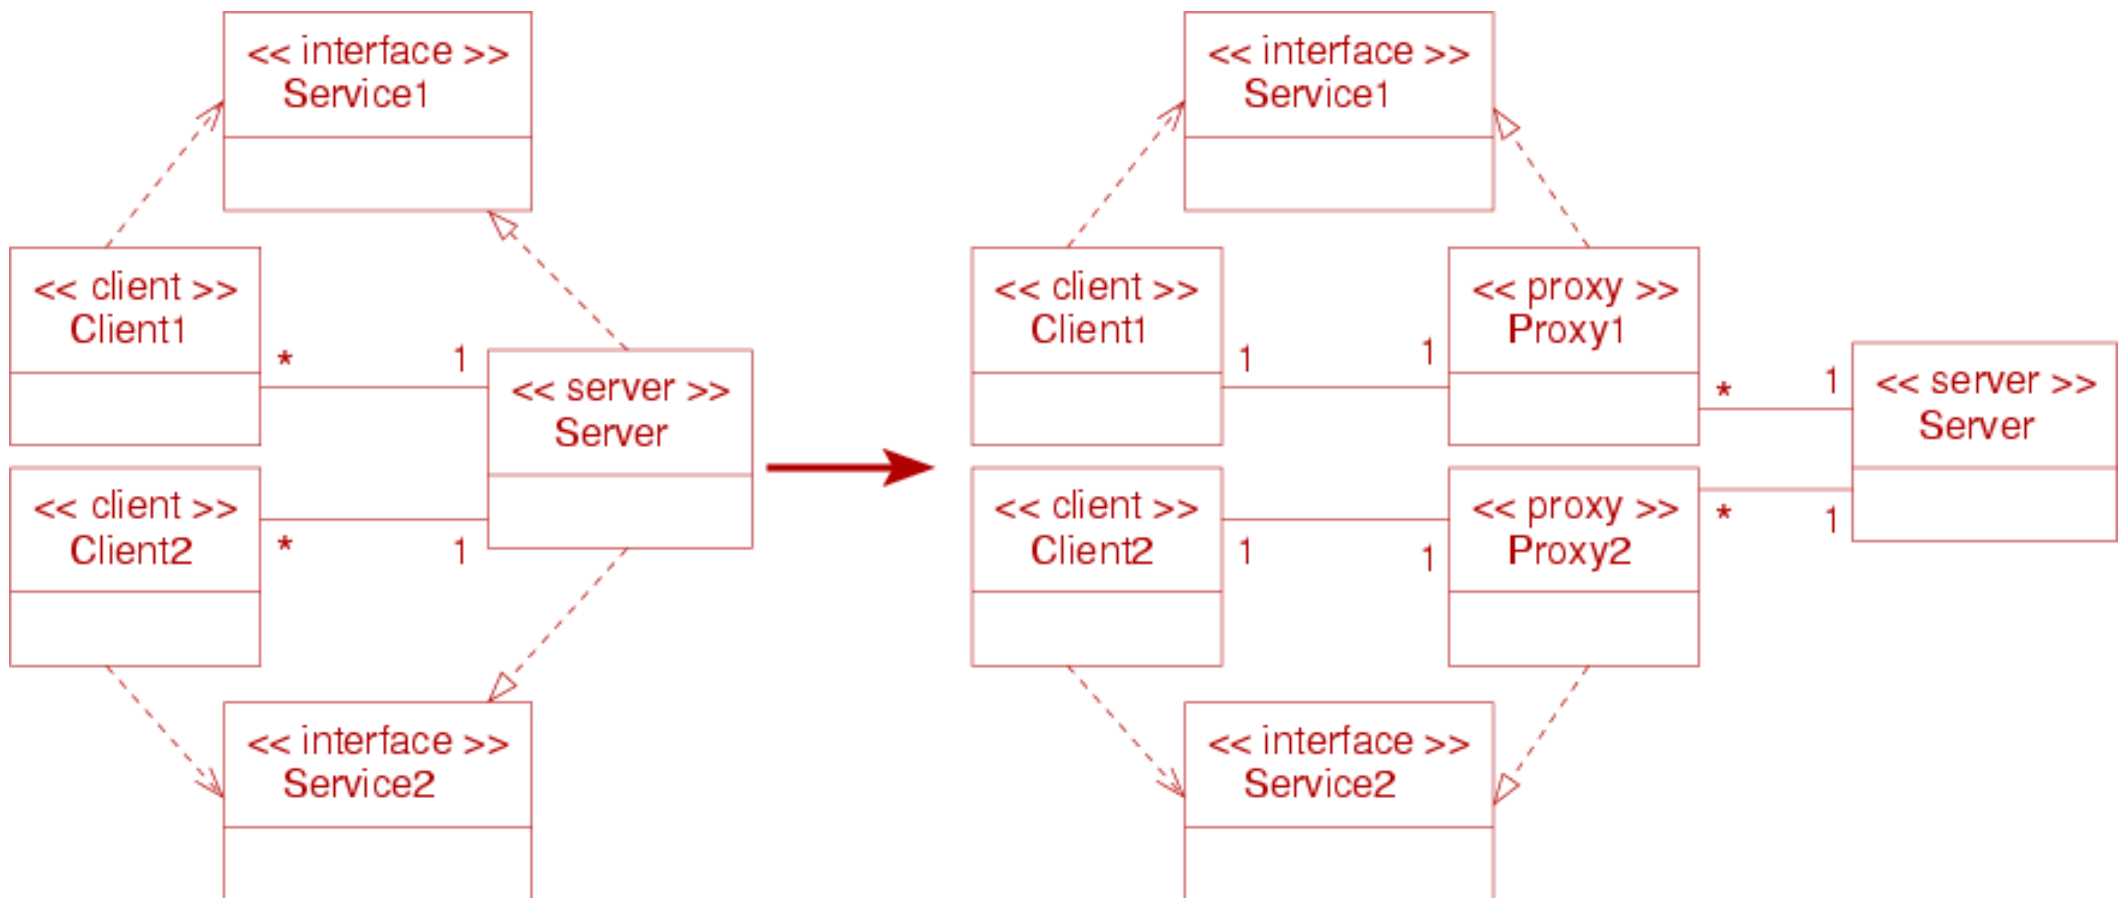 << interface >>
Service1
<< client >>
Client1
* 1
<< server >>
Server
<< client >>
Client2
* 1
<< interface >>
Service2
<< interface >>
Service1
<< client >>
Client1
1 1
<< proxy >>
Proxy1
* 1
<< server >>
Server
<< client >>
Client2
1 1
<< proxy >>
Proxy2
* 1
<< interface >>
Service2